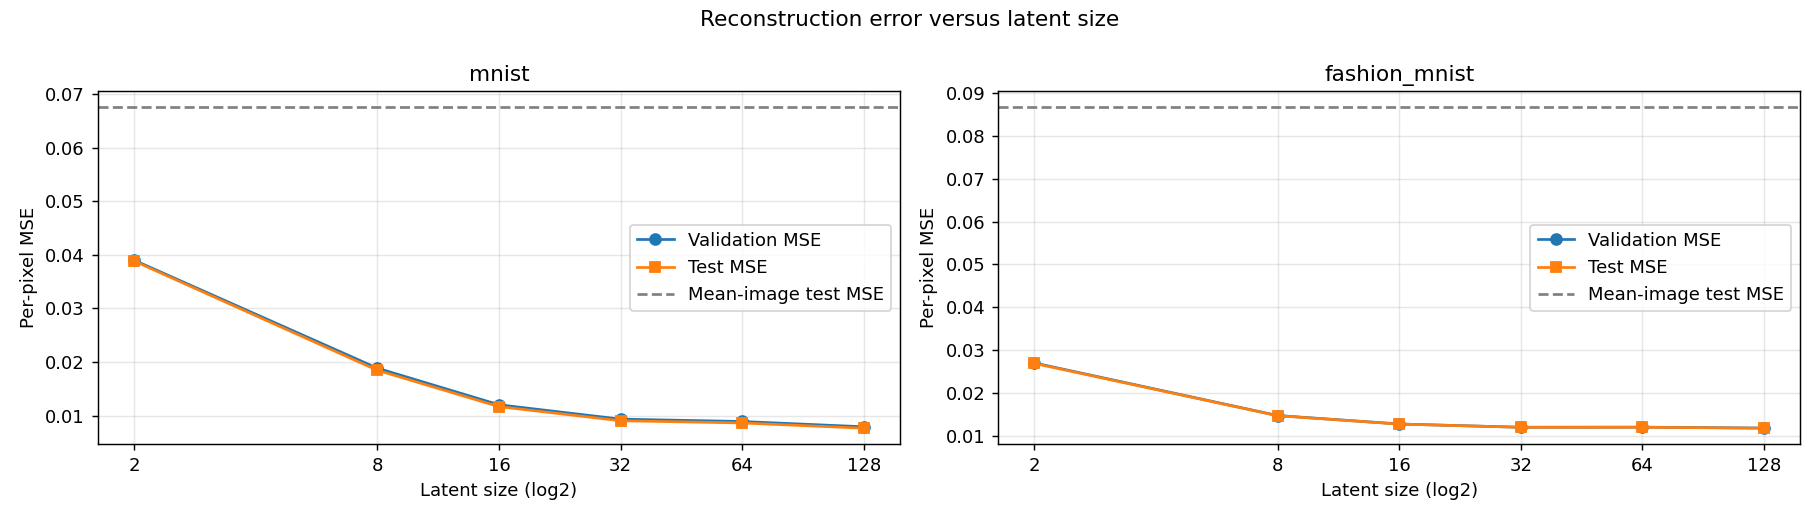 Reconstruction error versus latent size
mnist
0.07
0.06
0.05
0.04
0.03
0.02
0.01
Per-pixel MSE
Validation MSE
Test MSE
Mean-image test MSE
2 8 16 32 64 128
Latent size (log2)
fashion_mnist
0.09
0.08
0.07
0.06
0.05
0.04
0.03
0.02
0.01
Per-pixel MSE
Validation MSE
Test MSE
Mean-image test MSE
2 8 16 32 64 128
Latent size (log2)